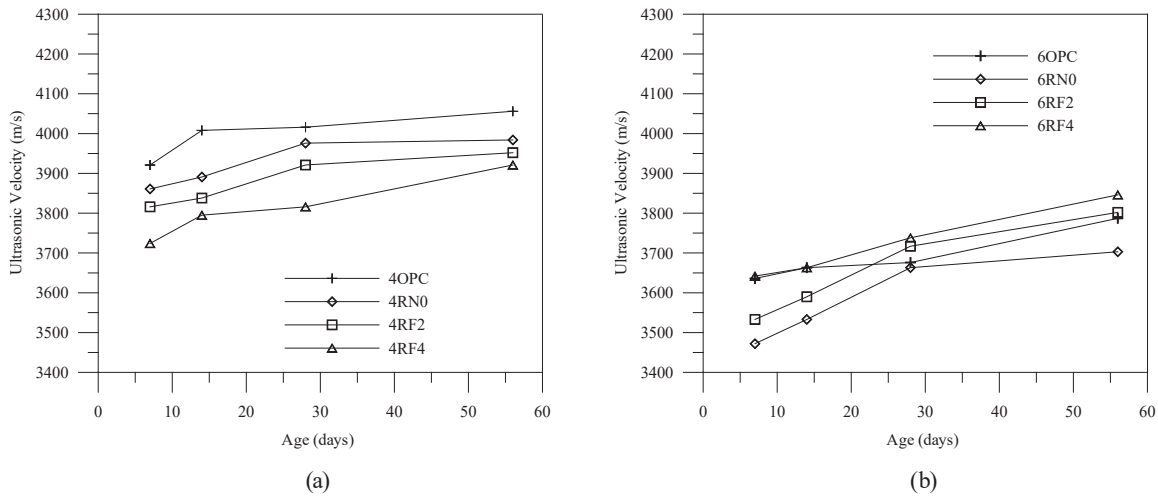 4300
4200
4100
4000
3900
3800
3700
3600
3500
3400
Ultrasonic Velocity (m/s)
4OPC
4RN0
4RF2
4RF4
0 10 20 30 40 50 60
Age (days)
(a)
4300
4200
4100
4000
3900
3800
3700
3600
3500
3400
Ultrasonic Velocity (m/s)
6OPC
6RN0
6RF2
6RF4
0 10 20 30 40 50 60
Age (days)
(b)